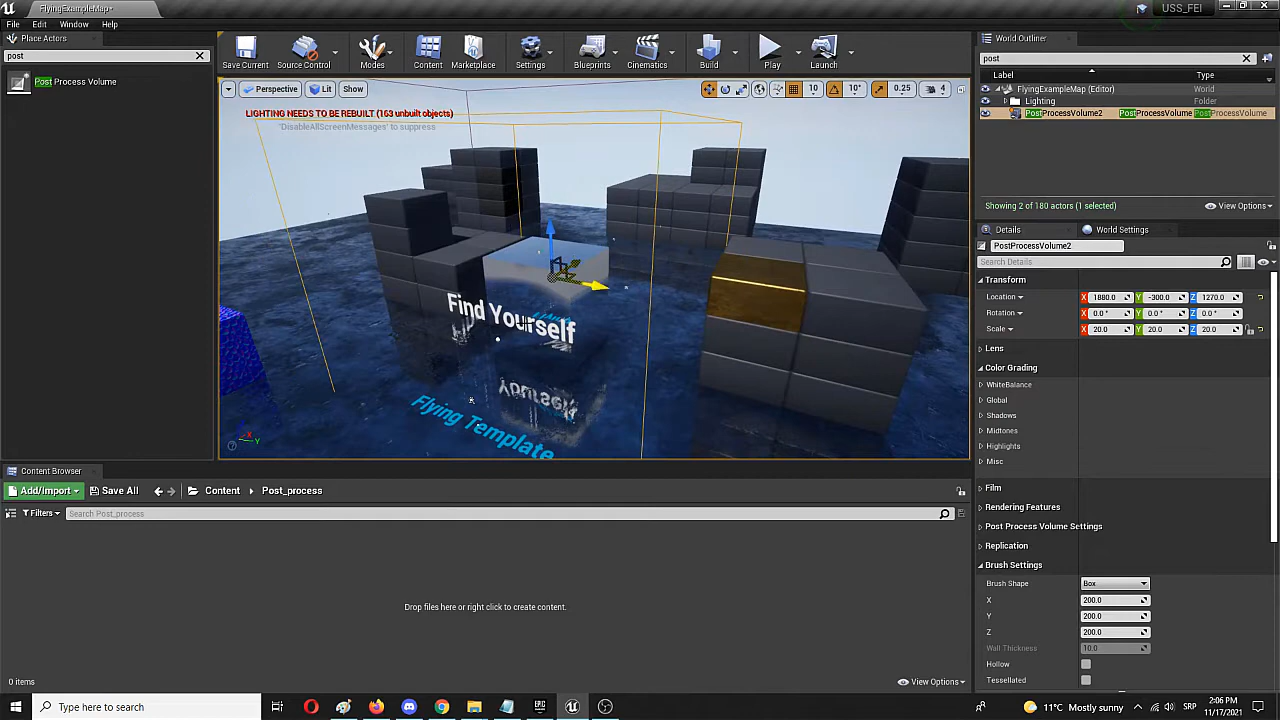 FlyingExampleMap*
USS_FEI
File Edit Window Help
Place Actors
post
Post Process Volume
Save Current
Source Control
Modes
Content
Marketplace
Settings
Blueprints
Cinematics
Build
Play
Launch
Perspective
Lit
Show
10
10°
0.25
4
LIGHTING NEEDS TO BE REBUILT (163 unbuilt objects)
'DisableAllScreenMessages' to suppress
Find Yourself
Yourself
Flying Template
X
Y
World Outliner
post
Label
Type
FlyingExampleMap (Editor) World
Lighting Folder
PostProcessVolume2 PostProcessVolume PostProcessVolume
Showing 2 of 180 actors (1 selected)
View Options
Details
World Settings
PostProcessVolume2
Search Details
Transform
Location X 1880.0 Y -300.0 Z 1270.0
Rotation X 0.0 ° Y 0.0 ° Z 0.0 °
Scale X 20.0 Y 20.0 Z 20.0
Lens
Color Grading
WhiteBalance
Global
Shadows
Midtones
Highlights
Misc
Film
Rendering Features
Post Process Volume Settings
Replication
Brush Settings
Brush Shape Box
X 200.0
Y 200.0
Z 200.0
Wall Thickness 10.0
Hollow
Tessellated
Content Browser
Add/Import
Save All
Content
Post_process
Filters
Search Post_process
Drop files here or right click to create content.
0 items
View Options
Type here to search
EPIC
11°C Mostly sunny
SRP
2:06 PM
11/17/2021